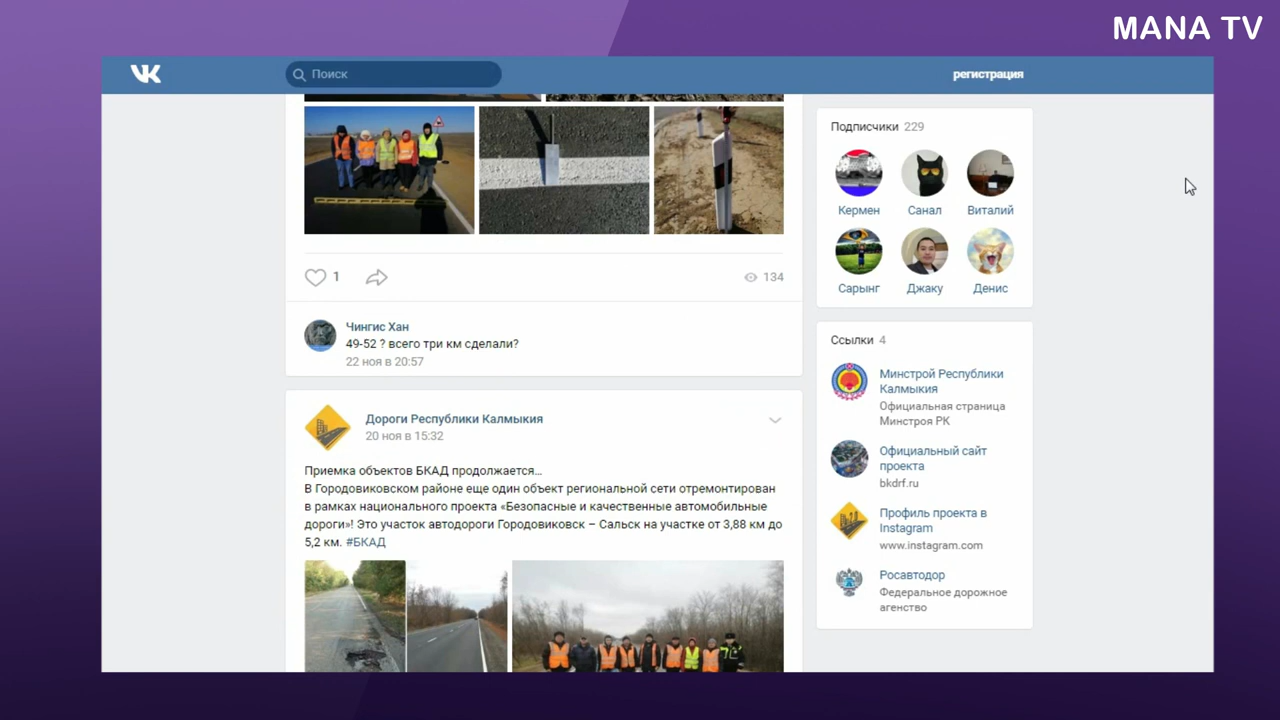 MANA TV
Поиск
регистрация
1
134
Чингис Хан
49-52 ? всего три км сделали?
22 ноя в 20:57
Дороги Республики Калмыкия
20 ноя в 15:32
Приемка объектов БКАД продолжается...
В Городовиковском районе еще один объект региональной сети отремонтирован
в рамках национального проекта «Безопасные и качественные автомобильные
дороги»! Это участок автодороги Городовиковск – Сальск на участке от 3,88 км до
5,2 км. #БКАД
Подписчики 229
Кермен
Санал
Виталий
Сарынг
Джаку
Денис
Ссылки 4
Минстрой Республики
Калмыкия
Официальная страница
Минстроя РК
Официальный сайт
проекта
bkdrf.ru
Профиль проекта в
Instagram
www.instagram.com
Росавтодор
Федеральное дорожное
агенство